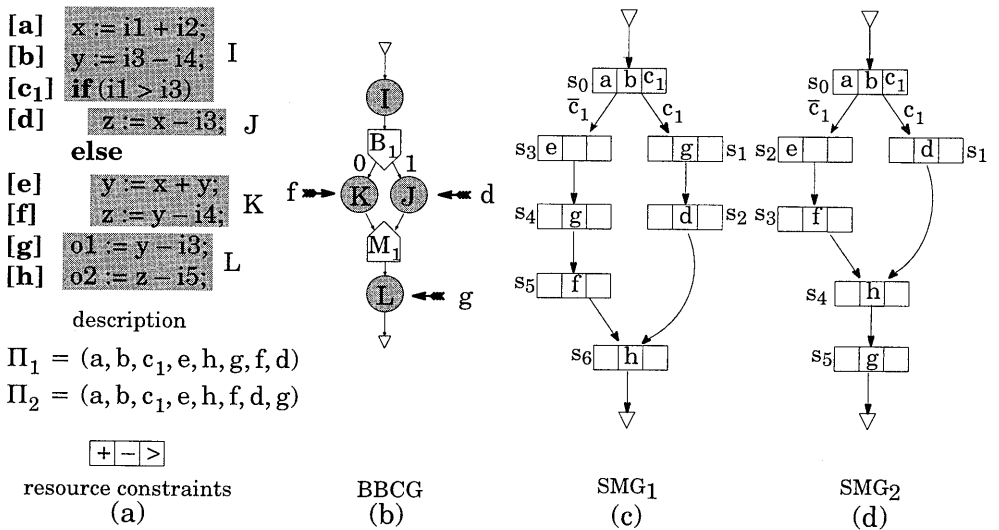 [a] x := i1 + i2;
[b] y := i3 − i4;
I
[c₁] if (i1 > i3)
[d] z := x − i3;
J
else
[e] y := x + y;
[f] z := y − i4;
K
[g] o1 := y − i3;
[h] o2 := z − i5;
L
description
Π₁ = (a, b, c₁, e, h, g, f, d)
Π₂ = (a, b, c₁, e, h, f, d, g)
+ − >
resource constraints
(a)
I
B₁
0 1
f K J d
M₁
L g
BBCG
(b)
s₀ a b c₁
c̄₁ c₁
s₃ e g s₁
s₄ g d s₂
s₅ f
s₆ h
SMG₁
(c)
s₀ a b c₁
c̄₁ c₁
s₂ e d s₁
s₃ f
s₄ h
s₅ g
SMG₂
(d)